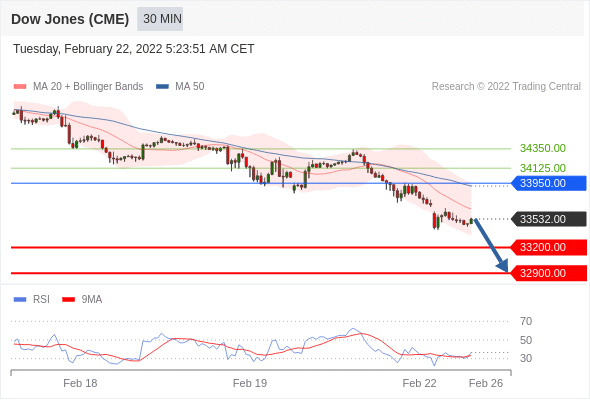 Dow Jones (CME) 30 MIN
Tuesday, February 22, 2022 5:23:51 AM CET
MA 20 + Bollinger Bands MA 50 Research © 2022 Trading Central
34350.00
34125.00
33950.00
33532.00
33200.00
32900.00
RSI 9MA
70
50
30
Feb 18 Feb 19 Feb 22 Feb 26